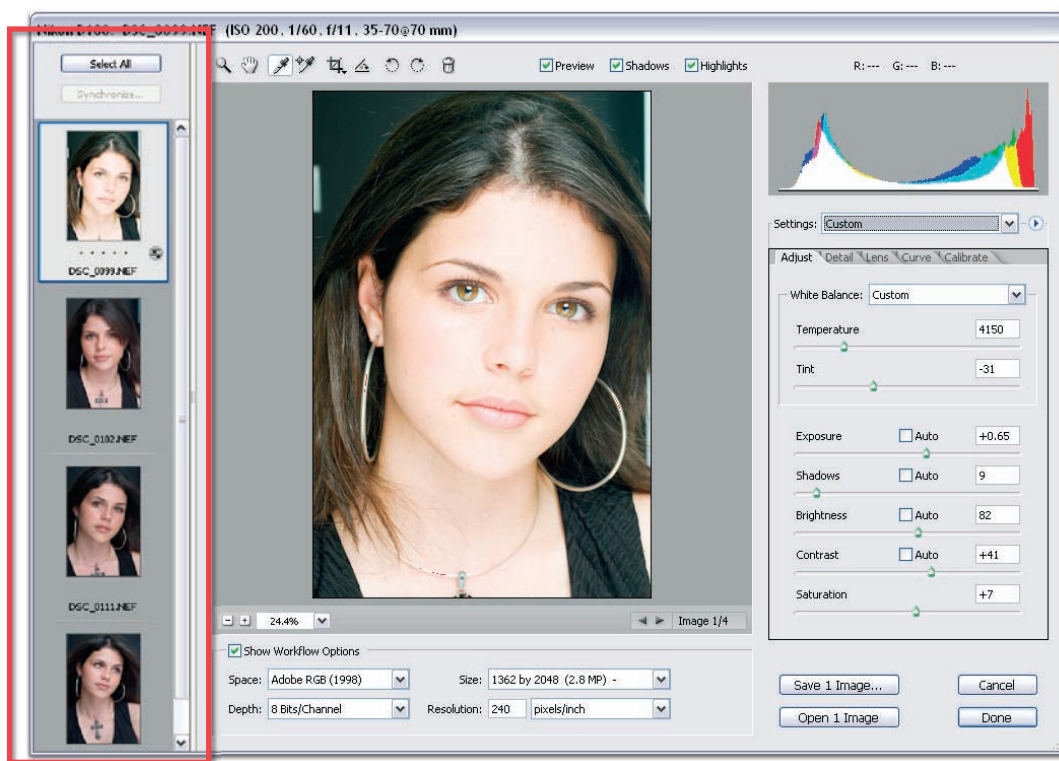 Nikon D100: DSC_0099.NEF (ISO 200, 1/60, f/11, 35-70@70 mm)
Select All
Synchronize...
DSC_0099.NEF
DSC_0102.NEF
DSC_0111.NEF
Preview Shadows Highlights
R: --- G: --- B: ---
Settings: Custom
Adjust Detail Lens Curve Calibrate
White Balance: Custom
Temperature 4150
Tint -31
Exposure Auto +0.65
Shadows Auto 9
Brightness Auto 82
Contrast Auto +41
Saturation +7
24.4%
Image 1/4
Show Workflow Options
Space: Adobe RGB (1998) Size: 1362 by 2048 (2.8 MP) -
Depth: 8 Bits/Channel Resolution: 240 pixels/inch
Save 1 Image... Cancel
Open 1 Image Done